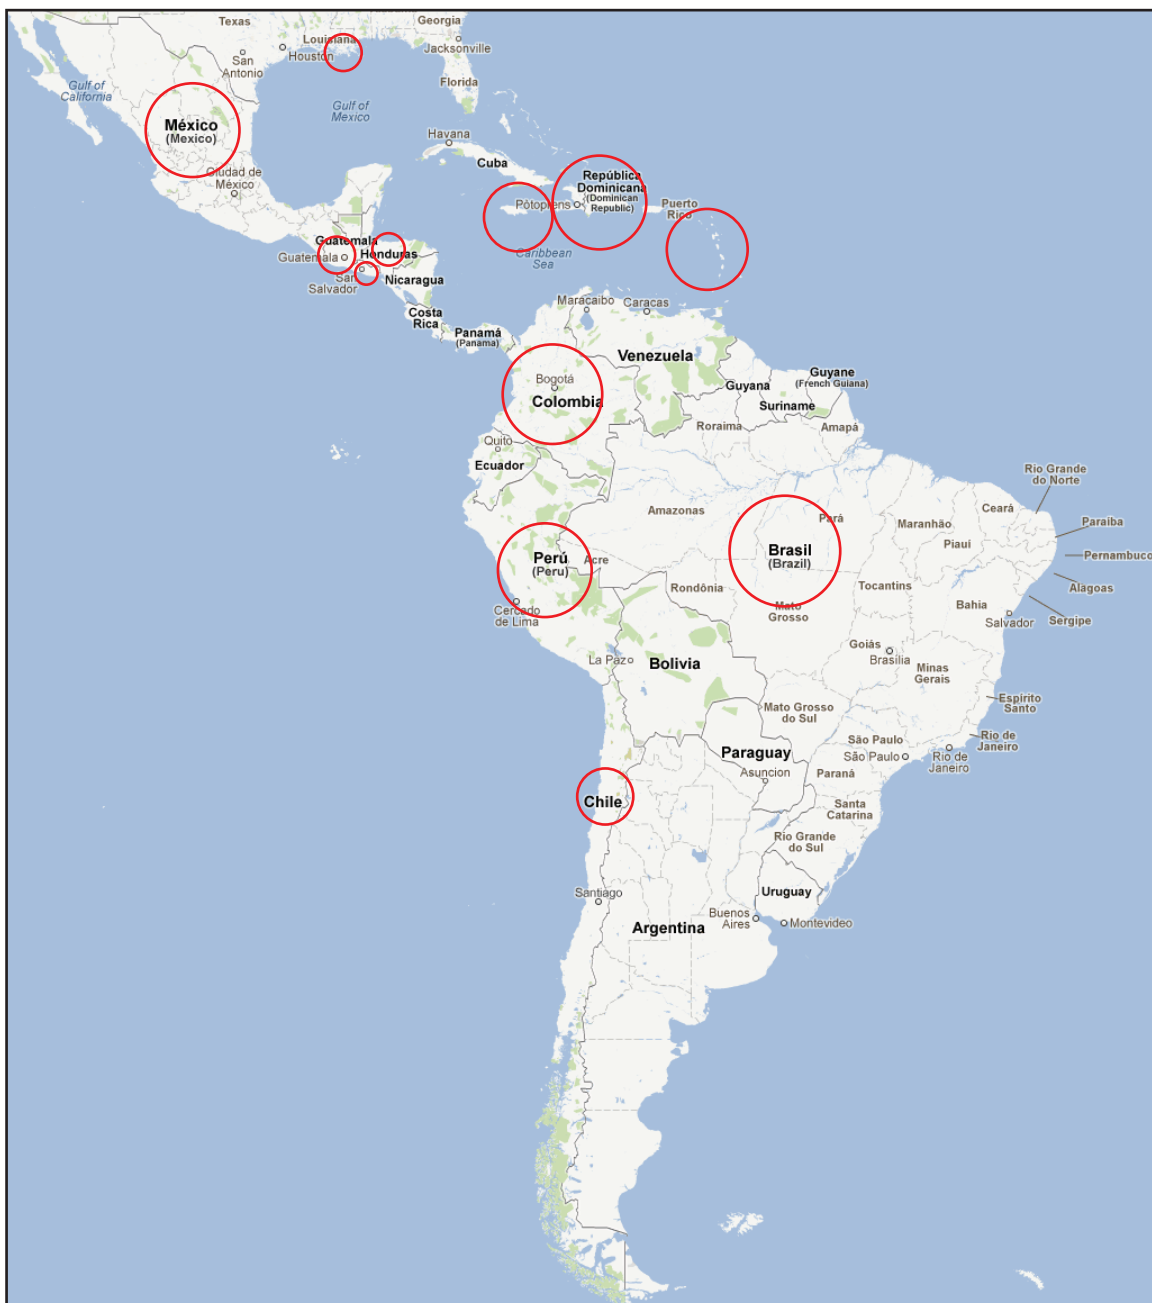 Texas
Louisiana
Georgia
Houston
Jacksonville
San
Antonio
Florida
Gulf of
California
Gulf of
Mexico
México
(Mexico)
Havana
Cuba
Ciudad de
México
República
Dominicana
(Dominican
Republic)
Pôtoprens
Puerto
Rico
Guatemala
Guatemala
Honduras
Caribbean
Sea
San
Salvador
Nicaragua
Costa
Rica
Panamá
(Panama)
Maracaibo
Caracas
Venezuela
Guyana
Guyane
(French Guiana)
Suriname
Bogotá
Colombia
Roraima
Amapá
Quito
Ecuador
Rio Grande
do Norte
Amazonas
Pará
Maranhão
Ceará
Paraiba
Piaui
Pernambuco
Perú
(Peru)
Acre
Brasil
(Brazil)
Rondônia
Tocantins
Alagoas
Cercado
de Lima
Mato
Grosso
Bahia
Salvador
Sergipe
La Paz
Bolivia
Goiás
Brasília
Minas
Gerais
Mato Grosso
do Sul
Espírito
Santo
São Paulo
São Paulo
Rio de
Janeiro
Rio de
Janeiro
Paraguay
Asuncion
Paraná
Chile
Santa
Catarina
Rio Grande
do Sul
Santiago
Uruguay
Buenos
Aires
Montevideo
Argentina